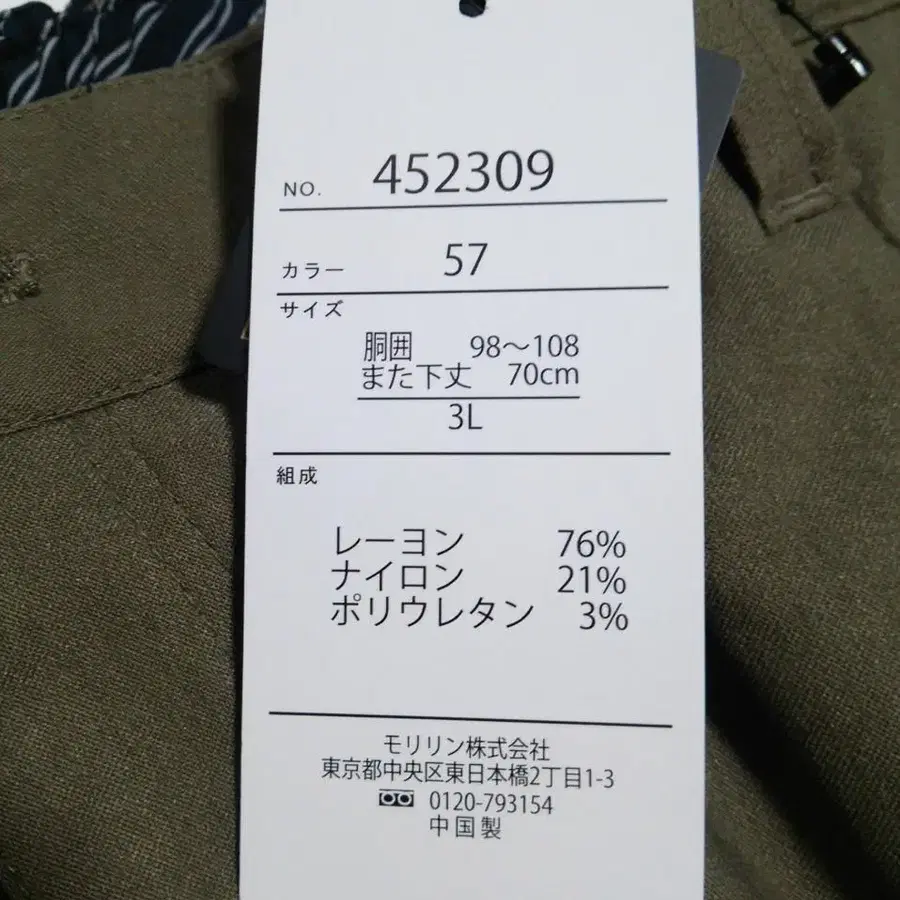 NO. 452309
カラー 57
サイズ
胴囲 98〜108
また下丈 70cm
3L
組成
レーヨン 76%
ナイロン 21%
ポリウレタン 3%
モリリン株式会社
東京都中央区東日本橋2丁目1-3
0120-793154
中国製